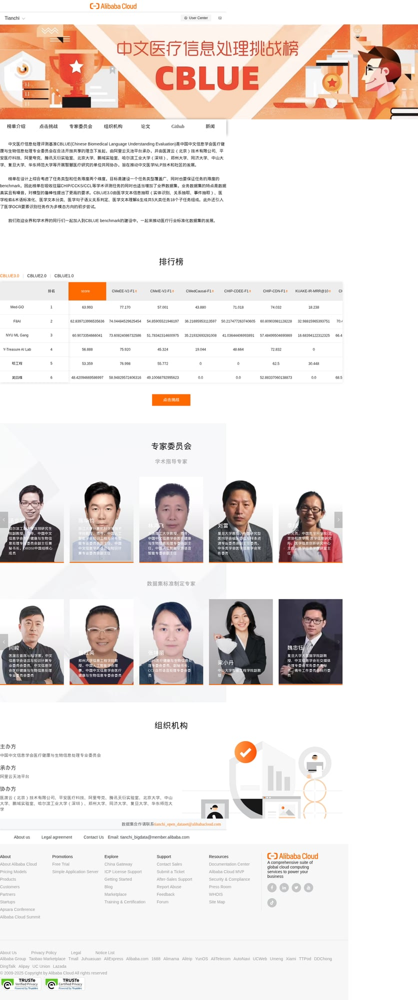 Alibaba Cloud
Tianchi
User Center
中文医疗信息处理挑战榜
CBLUE
榜单介绍 点击挑战 专家委员会 组织机构 论文 Github 新闻
中文医疗信息处理评测基准CBLUE(Chinese Biomedical Language Understanding Evaluation)是中国中文信息学会医疗健
康与生物信息处理专业委员会在合法开放共享的理念下发起，由阿里云天池平台承办，并由医渡云（北京）技术有限公司、平
安医疗科技、阿里夸克、腾讯天衍实验室、北京大学、鹏城实验室、哈尔滨工业大学（深圳）、郑州大学、同济大学、中山大
学、复旦大学、华东师范大学等开展智慧医疗研究的单位共同协办，旨在推动中文医学NLP技术和社区的发展。
榜单在设计上综合考虑了任务类型和任务难度两个维度，目标是建设一个任务类型覆盖广、同时也要保证任务的难度的
benchmark，因此榜单在吸收往届CHIP/CCKS/CCL等学术评测任务的同时也适当增加了业界数据集，业务数据集的特点是数据
真实且有噪音，对模型的鲁棒性提出了更高的要求。CBLUE3.0由医学文本信息抽取（实体识别、关系抽取、事件抽取）、医
学检索&术语标准化、医学文本分类、医学句子语义关系判定、医学文本理解&生成共5大类任务18个子任务组成。此外还引入
了医学OCR要素识别任务作为多模态方向的初步尝试。
我们欢迎业界和学术界的同行们一起加入到CBLUE benchmark的建设中，一起来推动医疗行业标准化数据集的发展。
排行榜
CBLUE3.0 | CBLUE2.0 | CBLUE1.0
排名 score CMeEE-V2-F1 CMeIE-V2-F1 CMedCausal-F1 CHIP-CDEE-F1 CHIP-CDN-F1 KUAKE-IR-MRR@10 CH
Med-GO 1 63.993 77.170 57.001 43.880 71.018 74.032 18.238
F8AI 2 62.839713996535636 74.04484529625454 54.85905521946197 36.21695953113597 50.217477263740605 60.80903981128228 32.98815965393751 70.4
NYU ML Gang 3 60.9073354666041 73.60824086732586 51.78342314600975 35.21932693281008 41.03644406993891 57.48499504690869 16.68394122312325 66.4
Y-Treasure AI Lab 4 56.888 75.920 45.324 19.044 48.664 72.832 0
哈工程 5 53.359 76.998 55.772 0 0 62.5 30.448
吴四维 6 48.42094669586997 58.94829572406316 49.10068792995623 0.0 0.0 52.88337060138873 0.0 68.5
点击挑战
专家委员会
学术指导专家
哈尔滨工业大学深圳研究生
院副教授，博导，中国中文
信息学会医疗健康与生物信
息处理专业委员会副主任兼
秘书长，OHDSI中国组核心
成员
陈华钧
浙江大学计算机科学与技术
学院教授、博导，中国人工
智能学会知识工程与分布智
能专业委员会副主任，中国
中文信息学会语言与知识计
算专业委员会副主任
林鸿飞
大连理工大学教授、博导，
中国中文信息学会医疗健康
与生物信息处理专委会副主
任，中国人工智能学会语言
智能专委会副主任
刘雷
复旦大学教授，中国研究型
医院学会临床数据与样本资
源专业委员会副主任委员，
中华医学会医学信息学会常
务委员
研究员，中国医学科学院/北
京协和医学院 医学信息研究
所，医学信息创新研究中心
主任，医学信息学教研室主
任
数据集标准制定专家
闫峻
医渡云首席AI科学家，中文
信息学会语言与知识计算专
业委员会委员，中文信息学
会医疗健康与生物信息处理
专业委员会委员
昝红英
郑州大学信息工程学院教
授，中国人工智能学会理
事，中国中文信息学会医疗
健康与生物信息专委会委员
张坤丽
CIPS医疗健康与生物信息处
理专委会委员、副秘书长，
CCF自然语言处理专委会委
员
梁小丹
中山大学智能工程学院副教
授
魏忠钰
复旦大学大数据学院副教
授，中文信息学会社交媒体
处理专委会常务委员兼秘
书，青年工作委员会执行委
员
组织机构
主办方
中国中文信息学会医疗健康与生物信息处理专业委员会
承办方
阿里云天池平台
协办方
医渡云（北京）技术有限公司、平安医疗科技、阿里夸克、腾讯天衍实验室、北京大学、中山
大学、鹏城实验室、哈尔滨工业大学（深圳）、郑州大学、同济大学、复旦大学、华东师范大
学
数据集合作请联系tianchi_open_dataset@alibabacloud.com
About us Legal agreement Contact Us Email: tianchi_bigdata@member.alibaba.com
About Promotions Explore Support Resources
About Alibaba Cloud Free Trial China Gateway Contact Sales Documentation Center
Pricing Models Simple Application Server ICP License Support Submit a Ticket Alibaba Cloud MVP
Products Getting Started After-Sales Support Security & Compliance
Customers Blog Report Abuse Press Room
Partners Marketplace Feedback WHOIS
Startups Training & Certification Forum Site Map
Apsara Conference
Alibaba Cloud Summit
Alibaba Cloud
A comprehensive suite of
global cloud computing
services to power your
business
About Us Privacy Policy Legal Notice List
Alibaba Group Taobao Marketplace Tmall Juhuasuan AliExpress Alibaba.com 1688 Alimama Alitrip YunOS AliTelecom AutoNavi UCWeb Umeng Xiami TTPod DDChong
DingTalk Alipay UC Union Lazada
© 2009-2025 Copyright by Alibaba Cloud All rights reserved
TRUSTe
Verified Privacy
Powered by TrustArc
TRUSTe
Certified Privacy
Powered by TrustArc